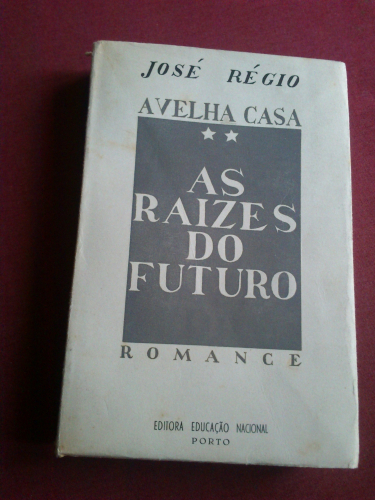 JOSÉ RÉGIO
A VELHA CASA
★ ★
AS
RAIZES
DO
FUTURO
ROMANCE
EDITORA EDUCAÇÃO NACIONAL
PORTO